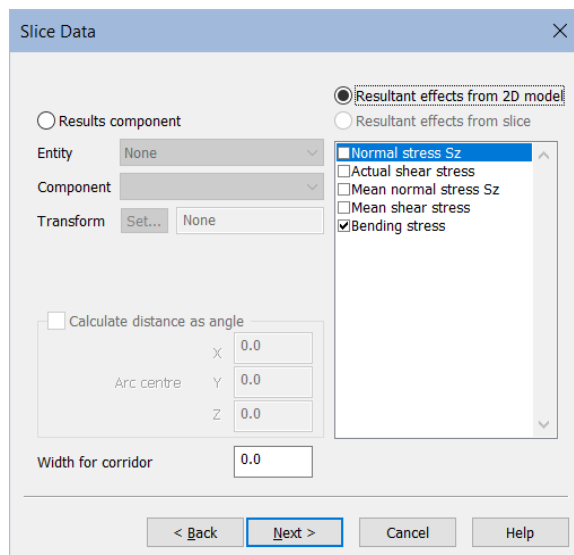 Slice Data
Resultant effects from 2D model
Results component
Resultant effects from slice
Entity None
Component
Transform Set... None
Normal stress Sz
Actual shear stress
Mean normal stress Sz
Mean shear stress
Bending stress
Calculate distance as angle
X 0.0
Arc centre Y 0.0
Z 0.0
Width for corridor 0.0
< Back Next > Cancel Help